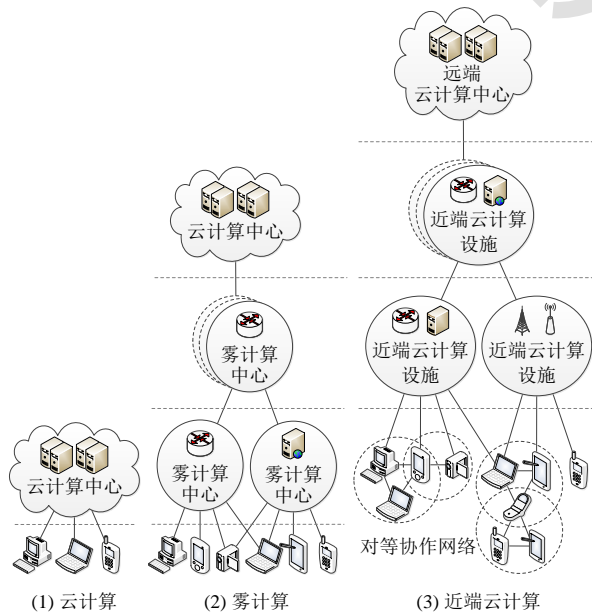 远端
云计算中心
近端云计算
设施
云计算中心
近端云计算
设施
近端云计算
设施
雾计算
中心
云计算中心
雾计算
中心
雾计算
中心
对等协作网络
(1) 云计算
(2) 雾计算
(3) 近端云计算